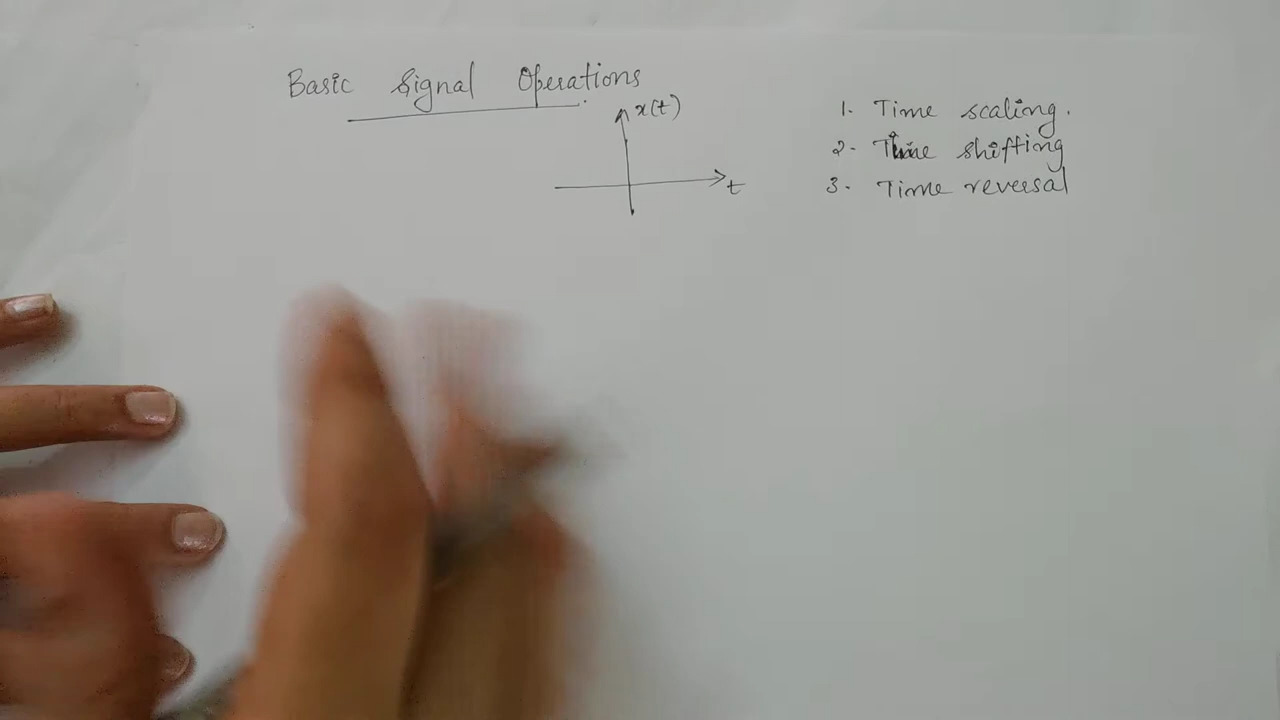 Basic Signal Operations
x(t)
t
1. Time scaling.
2. Time shifting
3. Time reversal